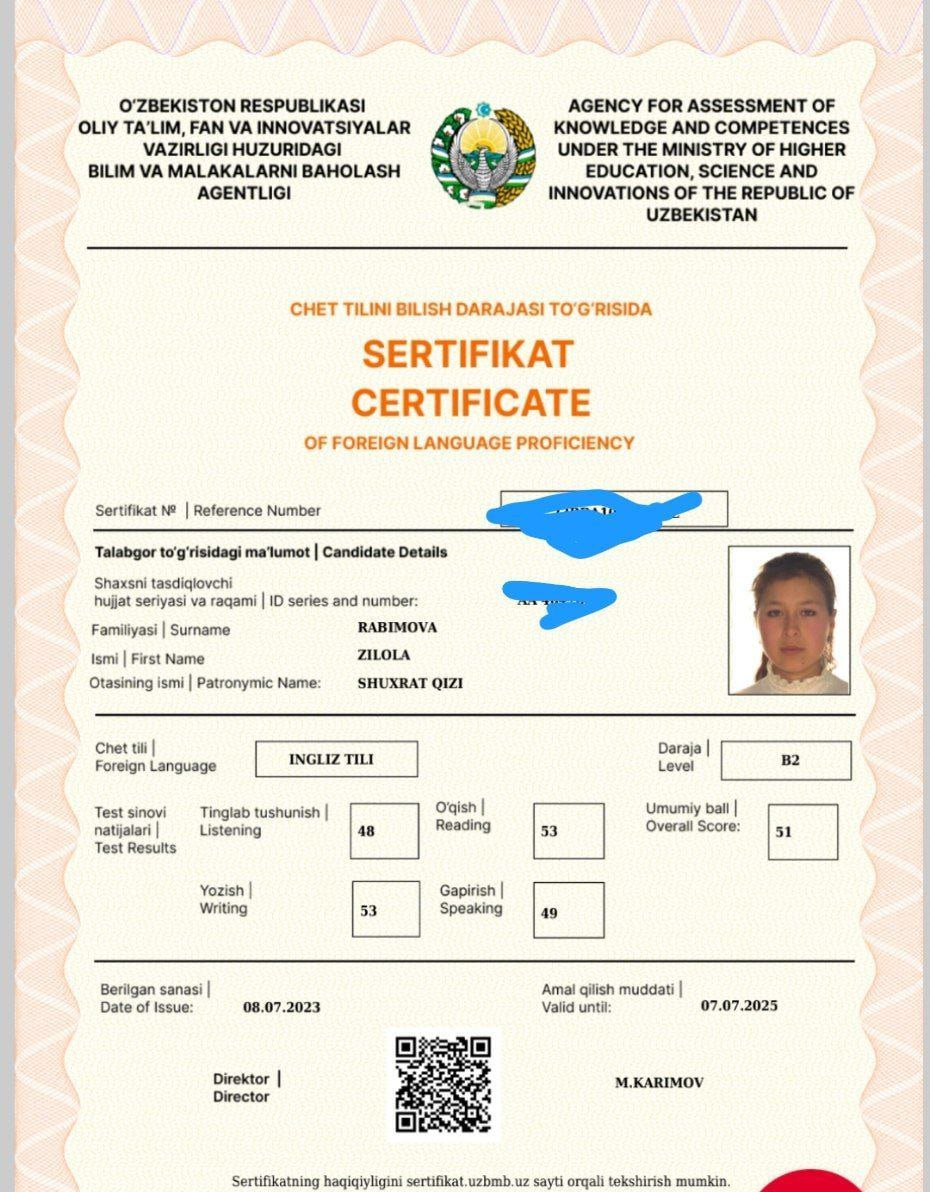 O'ZBEKISTON RESPUBLIKASI
OLIY TA'LIM, FAN VA INNOVATSIYALAR
VAZIRLIGI HUZURIDAGI
BILIM VA MALAKALARNI BAHOLASH
AGENTLIGI
AGENCY FOR ASSESSMENT OF
KNOWLEDGE AND COMPETENCES
UNDER THE MINISTRY OF HIGHER
EDUCATION, SCIENCE AND
INNOVATIONS OF THE REPUBLIC OF
UZBEKISTAN
CHET TILINI BILISH DARAJASI TO'G'RISIDA
SERTIFIKAT
CERTIFICATE
OF FOREIGN LANGUAGE PROFICIENCY
Sertifikat № | Reference Number
Talabgor to'g'risidagi ma'lumot | Candidate Details
Shaxsni tasdiqlovchi
hujjat seriyasi va raqami | ID series and number:
Familiyasi | Surname RABIMOVA
Ismi | First Name ZILOLA
Otasining ismi | Patronymic Name: SHUXRAT QIZI
Chet tili |
Foreign Language
INGLIZ TILI
Daraja |
Level
B2
Test sinovi
natijalari |
Test Results
Tinglab tushunish |
Listening
48
O'qish |
Reading
53
Umumiy ball |
Overall Score:
51
Yozish |
Writing
53
Gapirish |
Speaking
49
Berilgan sanasi |
Date of Issue: 08.07.2023
Amal qilish muddati |
Valid until: 07.07.2025
Direktor |
Director
M.KARIMOV
Sertifikatning haqiqiyligini sertifikat.uzbmb.uz sayti orqali tekshirish mumkin.